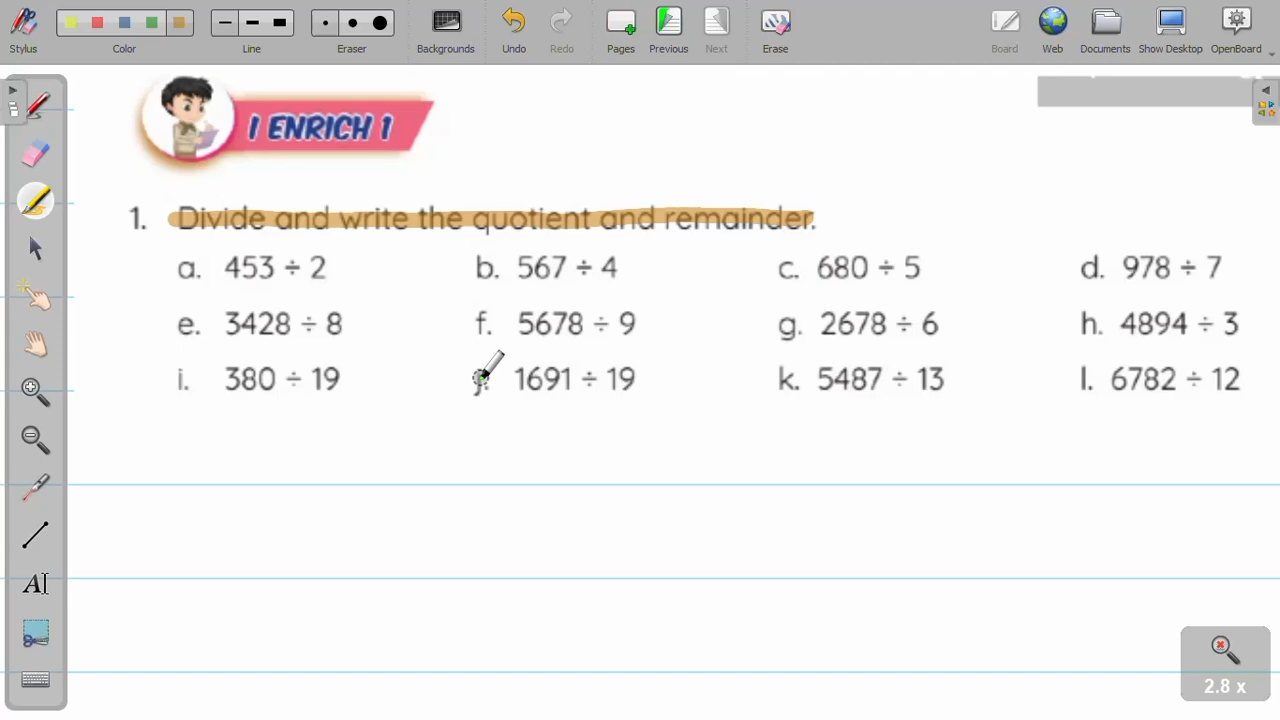 Stylus Color Line Eraser Backgrounds Undo Redo Pages Previous Next Erase Board Web Documents Show Desktop OpenBoard
I ENRICH 1
1. Divide and write the quotient and remainder.
a. 453 ÷ 2 b. 567 ÷ 4 c. 680 ÷ 5 d. 978 ÷ 7
e. 3428 ÷ 8 f. 5678 ÷ 9 g. 2678 ÷ 6 h. 4894 ÷ 3
i. 380 ÷ 19 j. 1691 ÷ 19 k. 5487 ÷ 13 l. 6782 ÷ 12
2.8 x